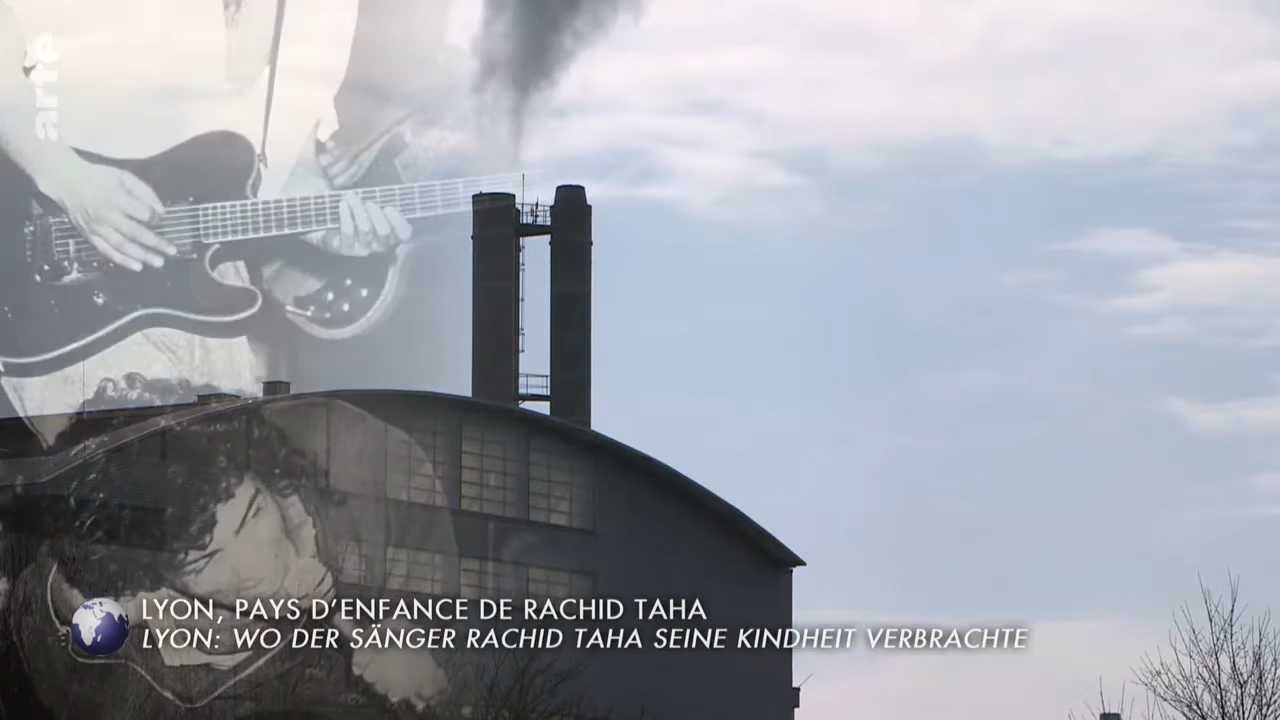 arte
LYON, PAYS D'ENFANCE DE RACHID TAHA
LYON: WO DER SÄNGER RACHID TAHA SEINE KINDHEIT VERBRACHTE